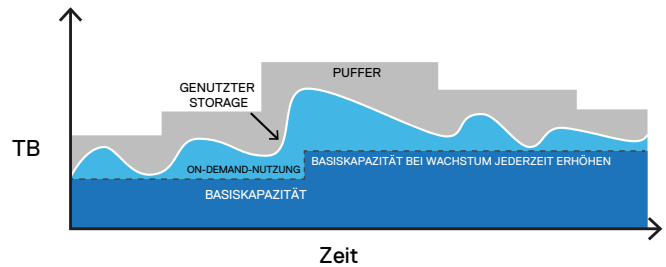 PUFFER
GENUTZTER
STORAGE
TB
ON-DEMAND-NUTZUNG
BASISKAPAZITÄT BEI WACHSTUM JEDERZEIT ERHÖHEN
BASISKAPAZITÄT
Zeit